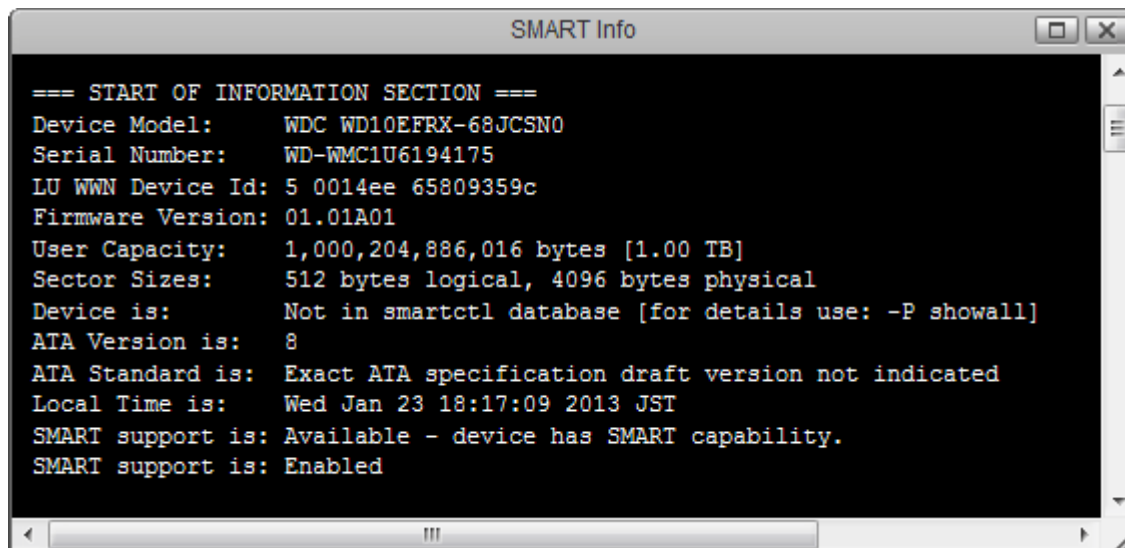 SMART Info
=== START OF INFORMATION SECTION ===
Device Model:     WDC WD10EFRX-68JCSN0
Serial Number:    WD-WMC1U6194175
LU WWN Device Id: 5 0014ee 65809359c
Firmware Version: 01.01A01
User Capacity:    1,000,204,886,016 bytes [1.00 TB]
Sector Sizes:     512 bytes logical, 4096 bytes physical
Device is:        Not in smartctl database [for details use: -P showall]
ATA Version is:   8
ATA Standard is:  Exact ATA specification draft version not indicated
Local Time is:    Wed Jan 23 18:17:09 2013 JST
SMART support is: Available - device has SMART capability.
SMART support is: Enabled